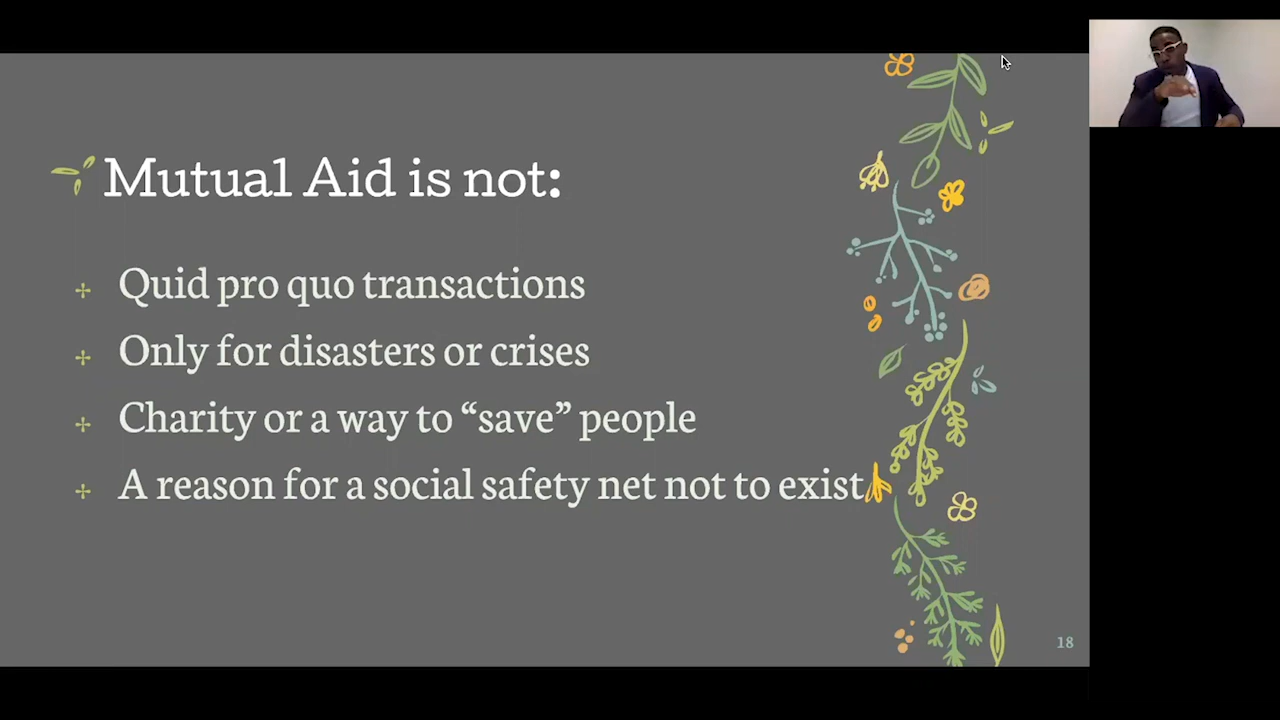 Mutual Aid is not:
Quid pro quo transactions
Only for disasters or crises
Charity or a way to “save” people
A reason for a social safety net not to exist
18